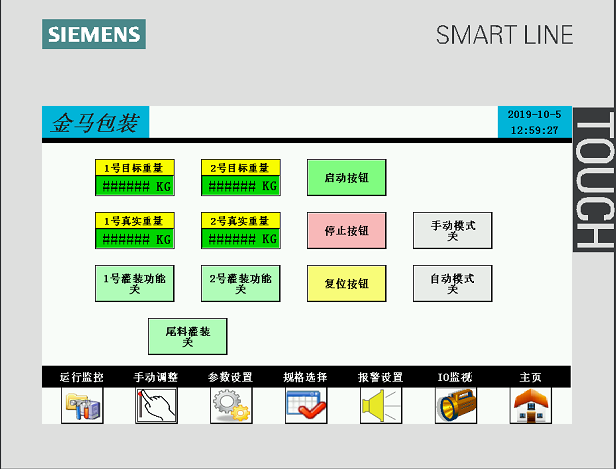 SIEMENS
SMART LINE
TOUCH
金马包装
2019-10-5
12:59:27
1号目标重量
###### KG
2号目标重量
###### KG
启动按钮
1号真实重量
###### KG
2号真实重量
###### KG
停止按钮
手动模式
关
1号灌装功能
关
2号灌装功能
关
复位按钮
自动模式
关
尾料灌装
关
运行监控
手动调整
参数设置
规格选择
报警设置
IO监视
主页